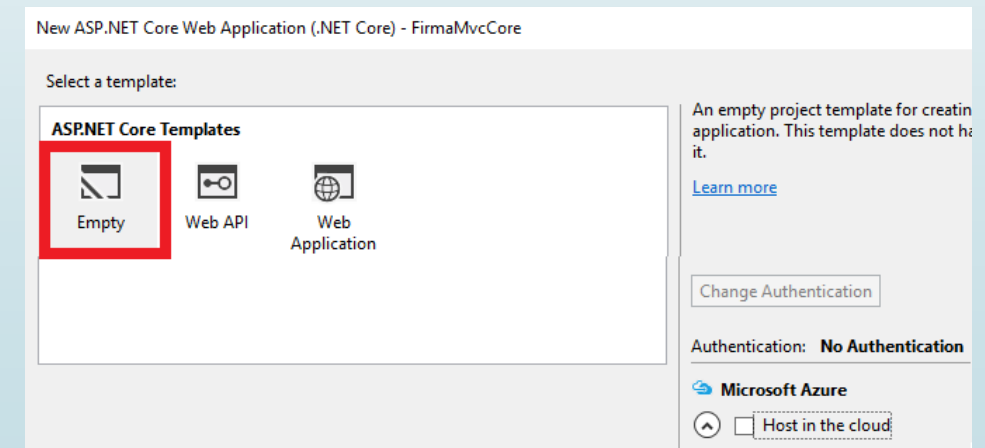 New ASP.NET Core Web Application (.NET Core) - FirmaMvcCore
Select a template:
ASP.NET Core Templates
Empty
Web API
Web
Application
An empty project template for creatin
application. This template does not ha
it.
Learn more
Change Authentication
Authentication: No Authentication
Microsoft Azure
Host in the cloud